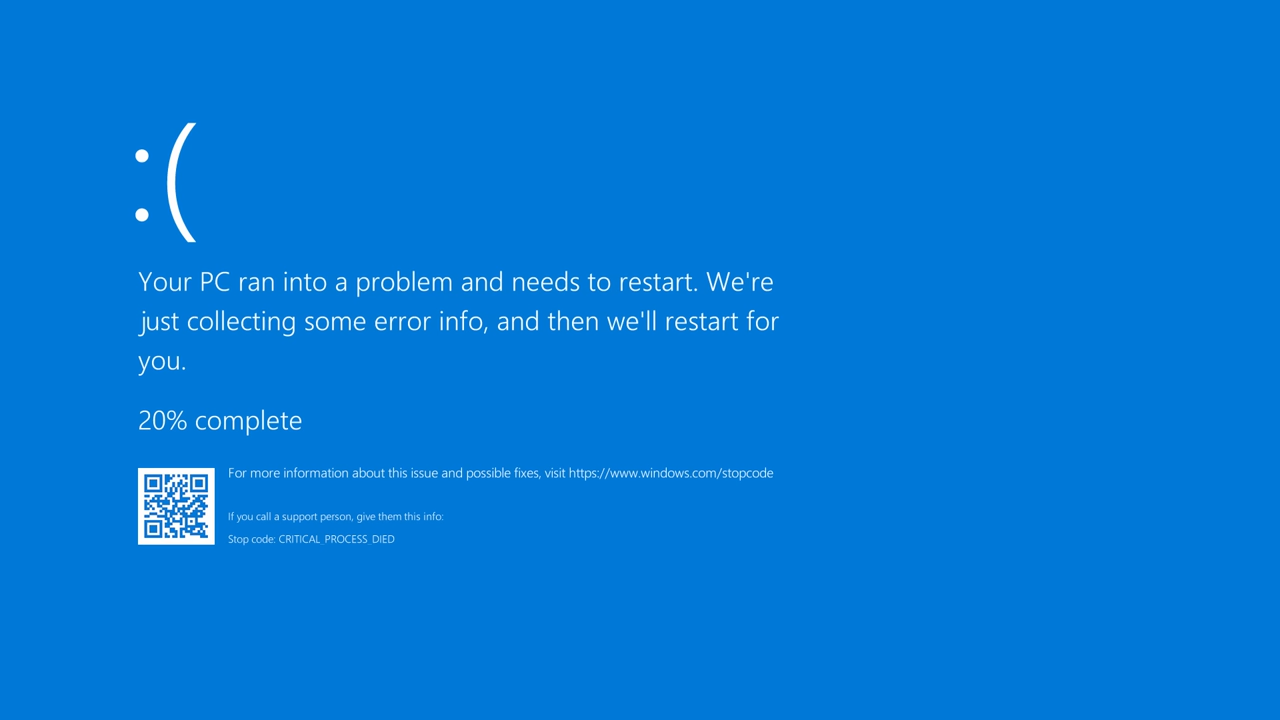 :(
Your PC ran into a problem and needs to restart. We're
just collecting some error info, and then we'll restart for
you.
20% complete
For more information about this issue and possible fixes, visit https://www.windows.com/stopcode
If you call a support person, give them this info:
Stop code: CRITICAL_PROCESS_DIED